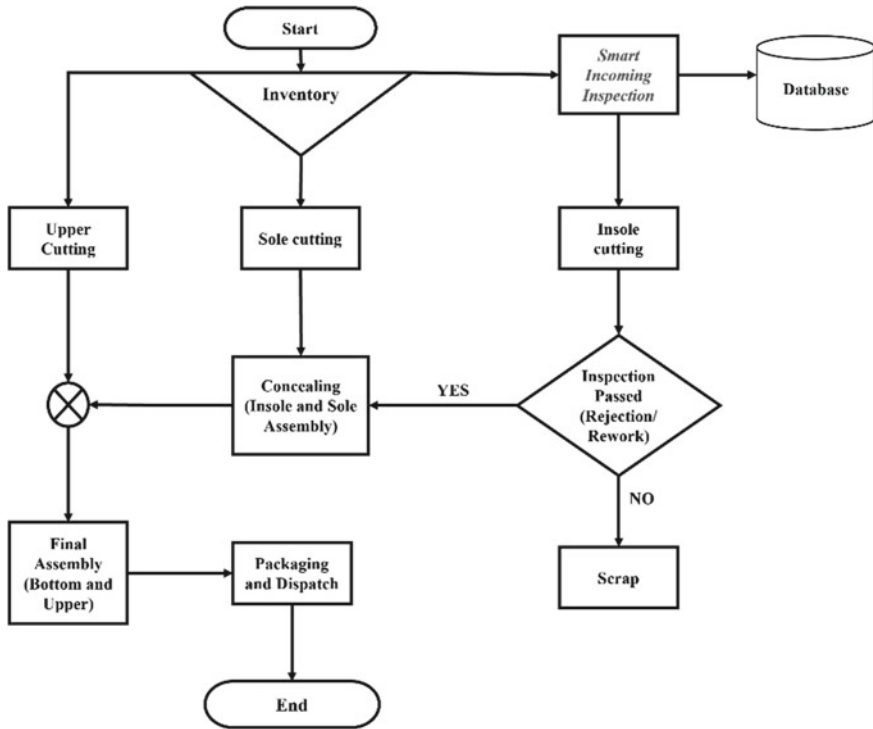 Start
Inventory
Smart
Incoming
Inspection
Database
Upper
Cutting
Sole cutting
Insole
cutting
Concealing
(Insole and Sole
Assembly)
YES
Inspection
Passed
(Rejection/
Rework)
NO
Final
Assembly
(Bottom and
Upper)
Packaging
and Dispatch
Scrap
End